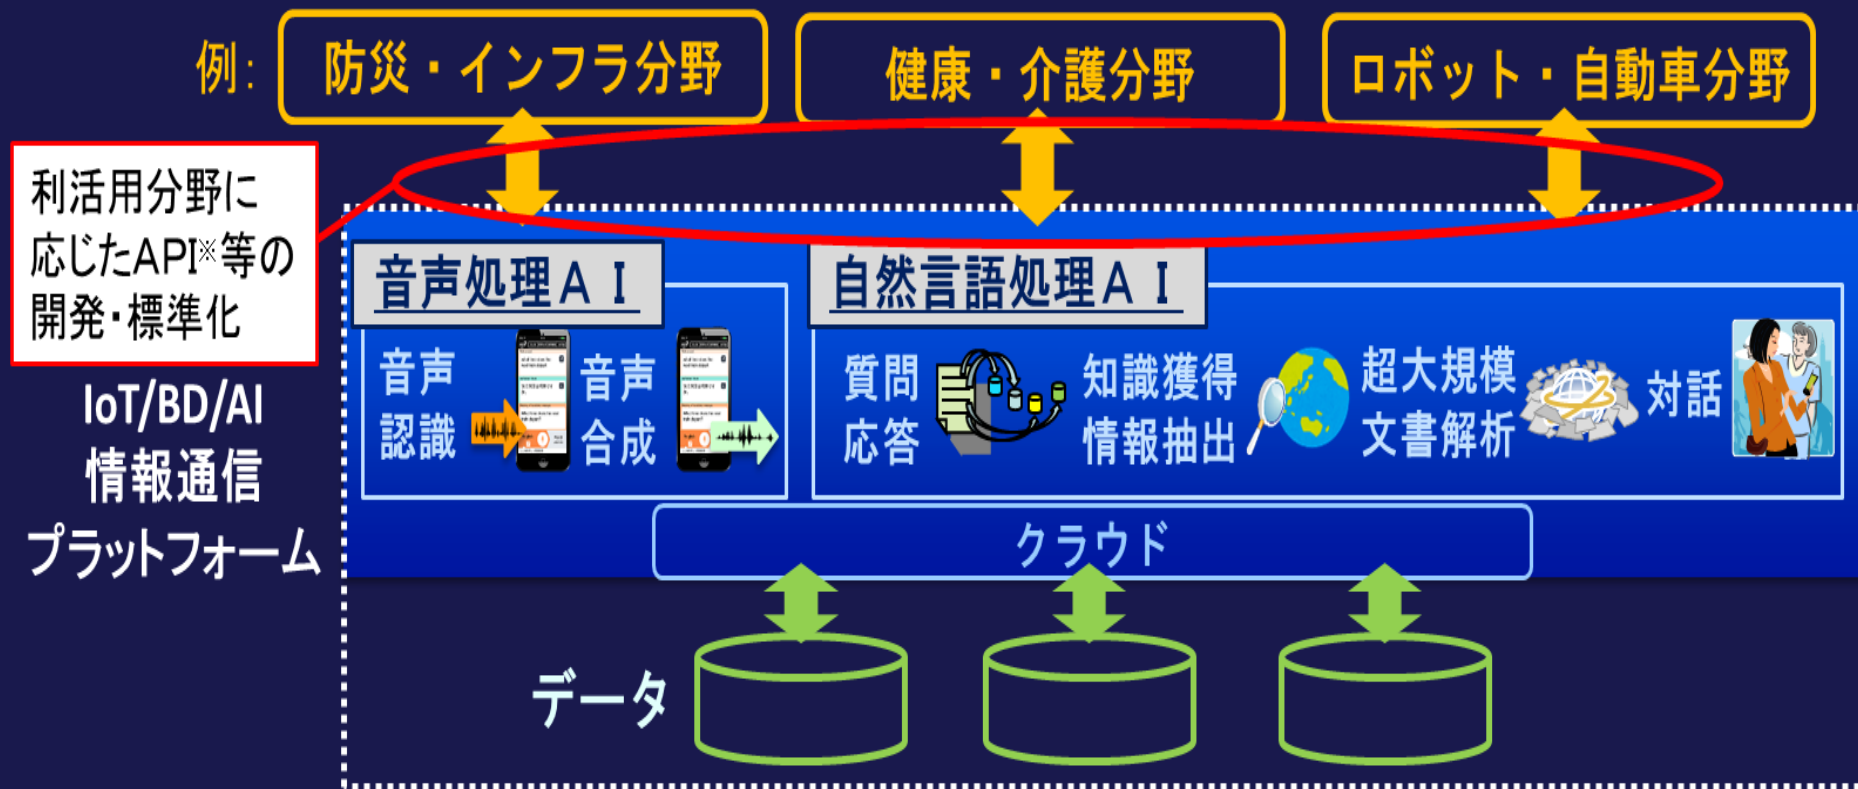 例:
防災・インフラ分野
健康・介護分野
ロボット・自動車分野
利活用分野に
応じたAPI※等の
開発・標準化
IoT/BD/AI
情報通信
プラットフォーム
音声処理ＡＩ
音声
認識
音声
合成
自然言語処理ＡＩ
質問
応答
知識獲得
情報抽出
超大規模
文書解析
対話
クラウド
データ